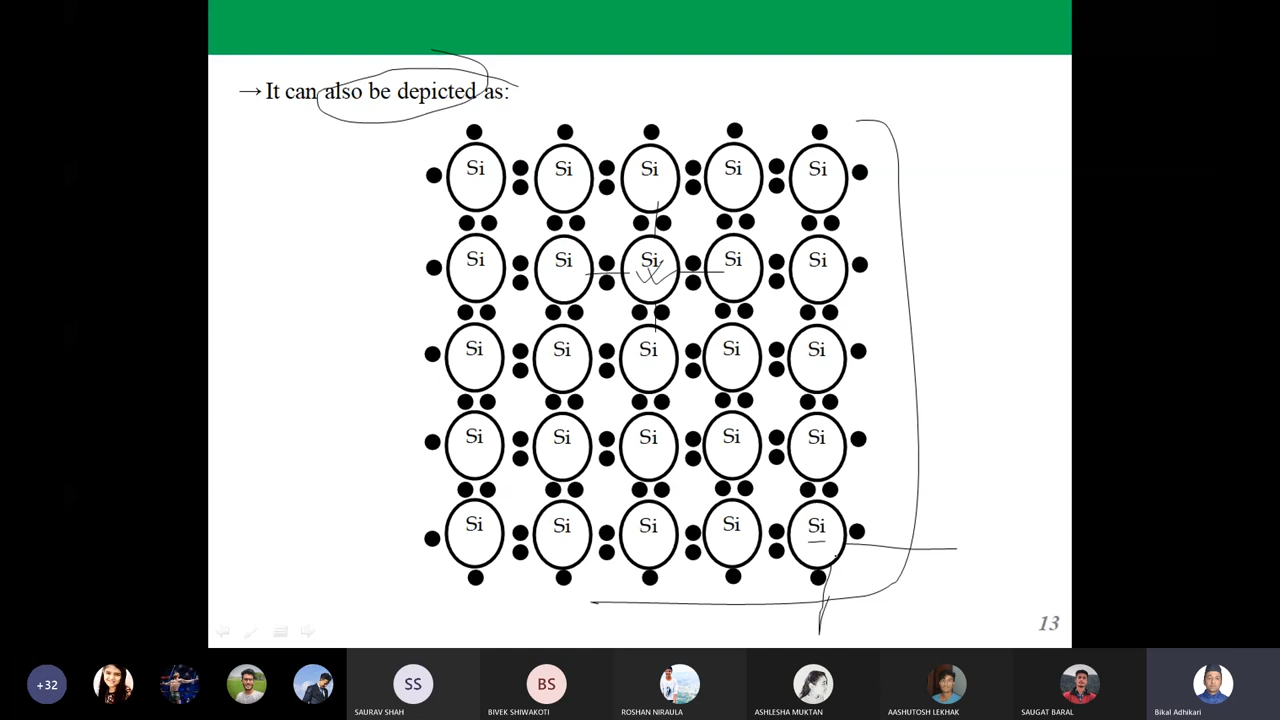 → It can also be depicted as:
Si Si Si Si Si
Si Si Si Si Si
Si Si Si Si Si
Si Si Si Si Si
Si Si Si Si Si
13
+32 SS BS
SAURAV SHAH BIVEK SHIWAKOTI ROSHAN NIRAULA ASHLESHA MUKTAN AASHUTOSH LEKHAK SAUGAT BARAL Bikal Adhikari